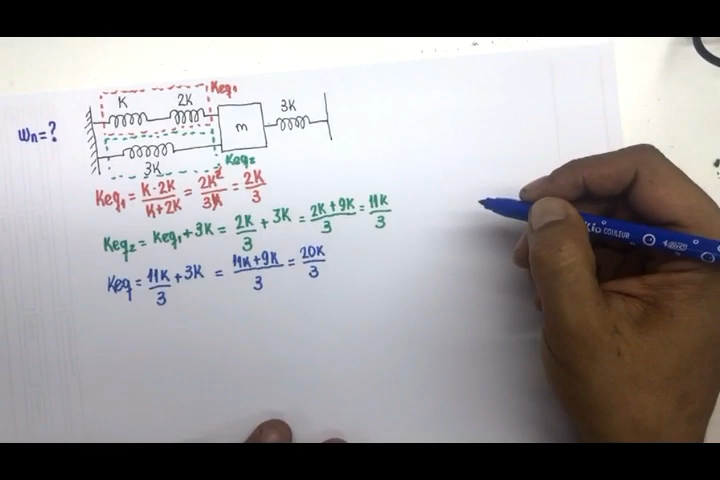 Keq₁
K 2K 3K
ωn=?
m
Keq₂
3K
Keq₁ = K·2K/K+2K = 2K²/3K = 2K/3
Keq₂ = Keq₁+3K = 2K/3 + 3K = 2K+9K/3 = 11K/3
Keq = 11K/3 + 3K = 11K+9K/3 = 20K/3
COULEUR